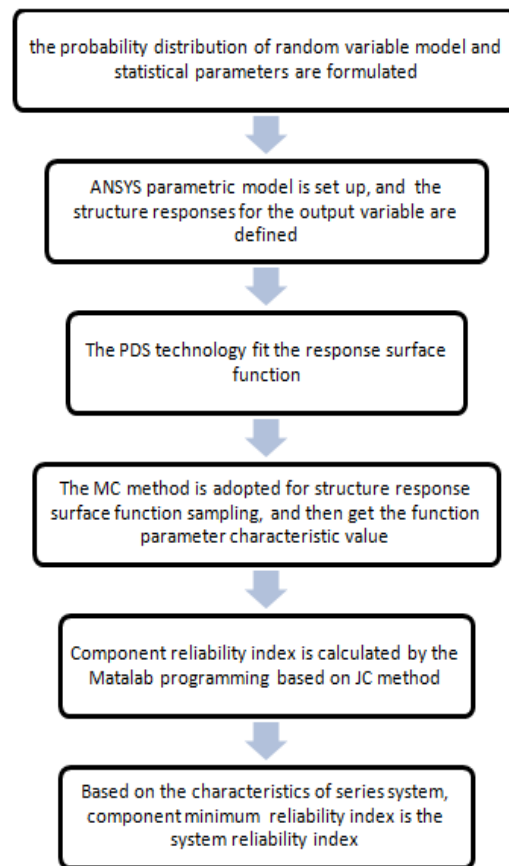 the probability distribution of random variable model and
statistical parameters are formulated
ANSYS parametric model is set up, and the
structure responses for the output variable are
defined
The PDS technology fit the response surface
function
The MC method is adopted for structure response
surface function sampling, and then get the function
parameter characteristic value
Component reliability index is calculated by the
Matalab programming based on JC method
Based on the characteristics of series system,
component minimum reliability index is the
system reliability index